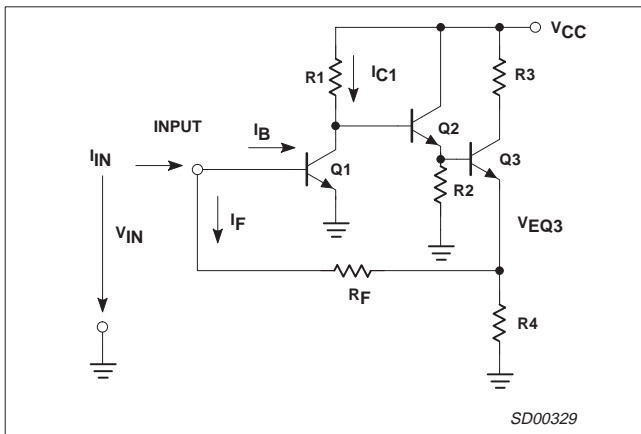 VCC
R1
IC1
R3
INPUT
IB
Q2
IIN
Q1
R2
Q3
IF
VIN
VEQ3
RF
R4
SD00329